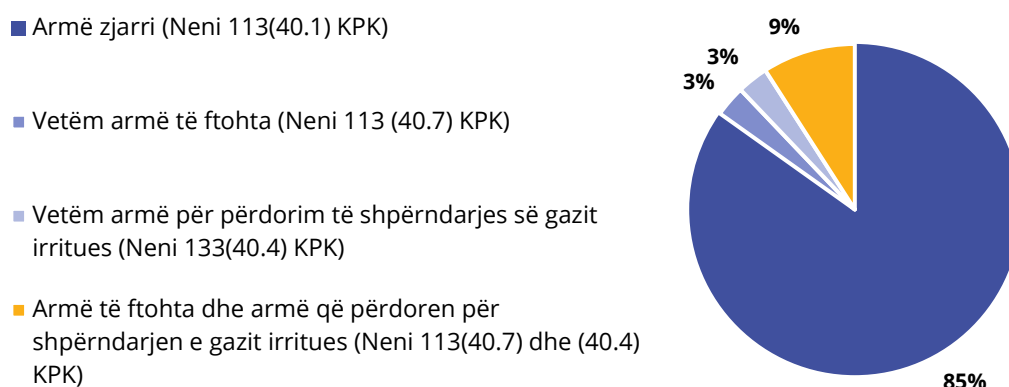 Armë zjarri (Neni 113(40.1) KPK)
Vetëm armë të ftohta (Neni 113 (40.7) KPK)
Vetëm armë për përdorim të shpërndarjes së gazit
irritues (Neni 133(40.4) KPK)
Armë të ftohta dhe armë që përdoren për
shpërndarjen e gazit irritues (Neni 113(40.7) dhe (40.4)
KPK)
9%
3%
3%
85%